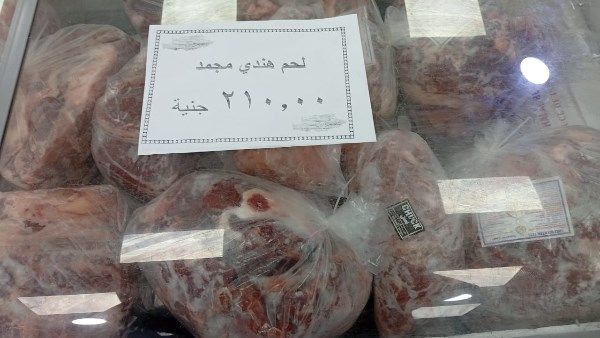 لحم هندي مجمد
٢١٠,٠٠ جنية